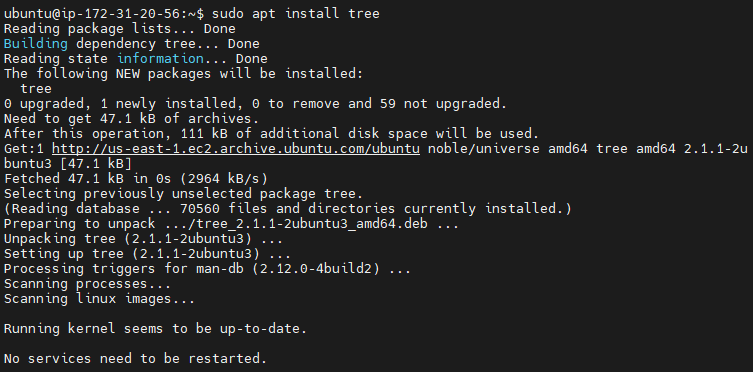 ubuntu@ip-172-31-20-56:~$ sudo apt install tree
Reading package lists... Done
Building dependency tree... Done
Reading state information... Done
The following NEW packages will be installed:
  tree
0 upgraded, 1 newly installed, 0 to remove and 59 not upgraded.
Need to get 47.1 kB of archives.
After this operation, 111 kB of additional disk space will be used.
Get:1 http://us-east-1.ec2.archive.ubuntu.com/ubuntu noble/universe amd64 tree amd64 2.1.1-2u
buntu3 [47.1 kB]
Fetched 47.1 kB in 0s (2964 kB/s)
Selecting previously unselected package tree.
(Reading database ... 70560 files and directories currently installed.)
Preparing to unpack .../tree_2.1.1-2ubuntu3_amd64.deb ...
Unpacking tree (2.1.1-2ubuntu3) ...
Setting up tree (2.1.1-2ubuntu3) ...
Processing triggers for man-db (2.12.0-4build2) ...
Scanning processes...
Scanning linux images...

Running kernel seems to be up-to-date.

No services need to be restarted.